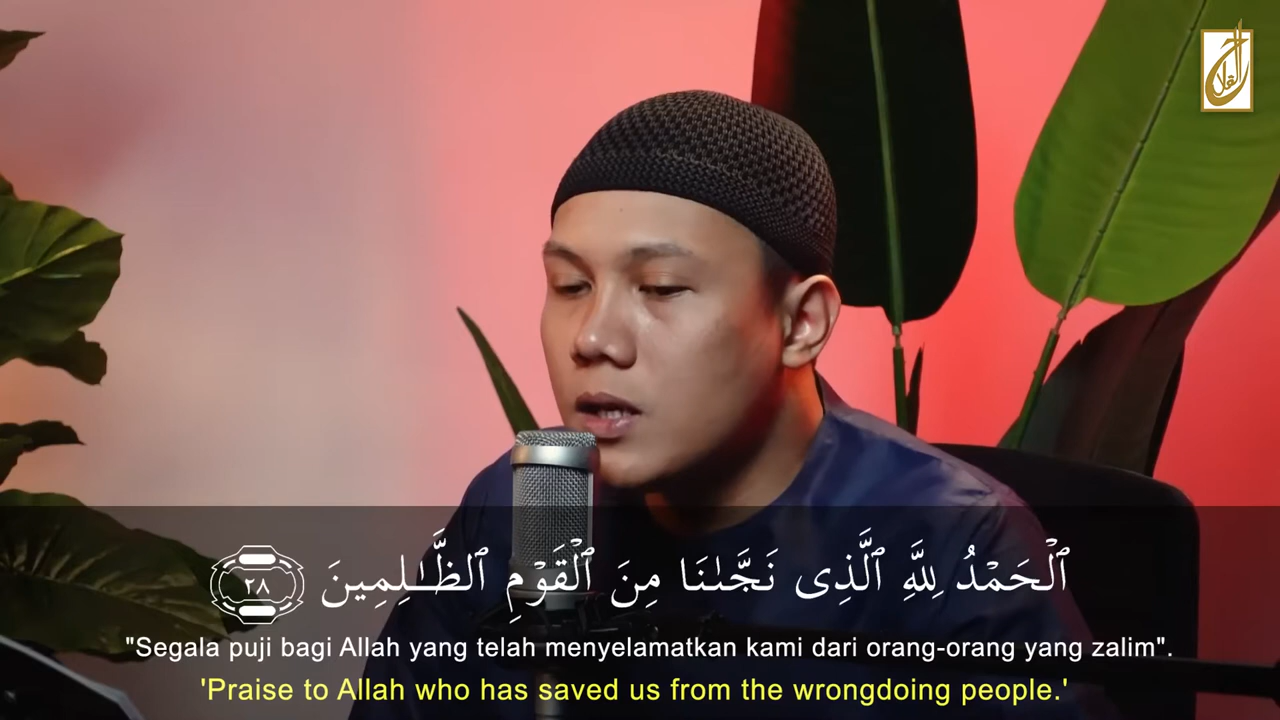 ٱلْحَمْدُ لِلَّهِ ٱلَّذِى نَجَّىٰنَا مِنَ ٱلْقَوْمِ ٱلظَّـٰلِمِينَ ٢٨
"Segala puji bagi Allah yang telah menyelamatkan kami dari orang-orang yang zalim".
'Praise to Allah who has saved us from the wrongdoing people.'